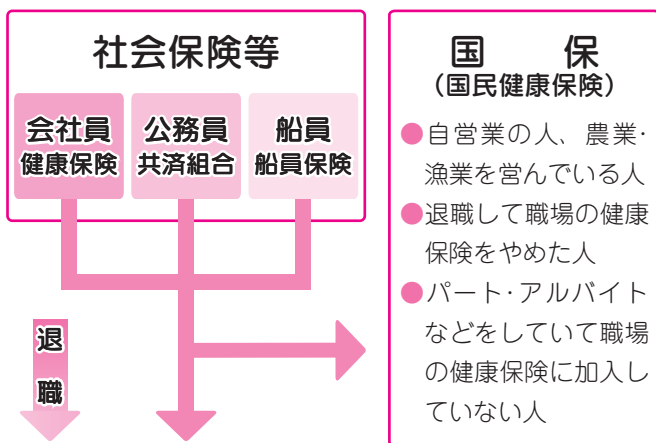 社会保険等
会社員
健康保険
公務員
共済組合
船員
船員保険
退
職
国　保
（国民健康保険）
●自営業の人、農業・
漁業を営んでいる人
●退職して職場の健康
保険をやめた人
●パート・アルバイト
などをしていて職場
の健康保険に加入し
ていない人